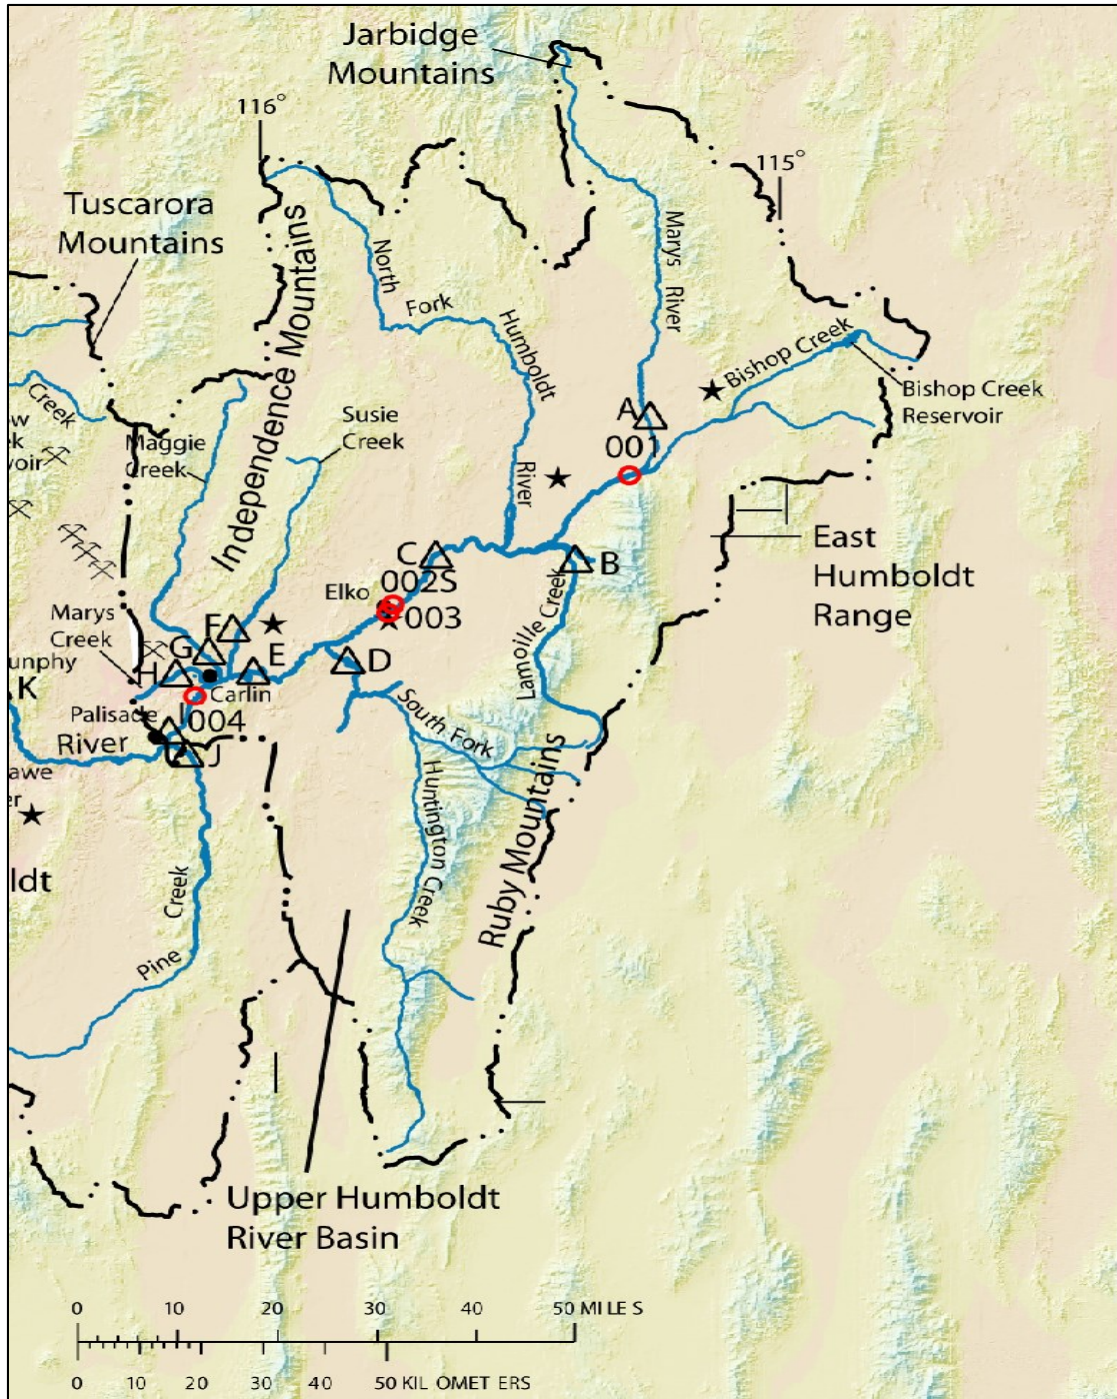 Jarbidge
Mountains
116°
115°
Tuscarora
Mountains
Independence Mountains
North
Fork
Humboldt
River
Marys
River
Bishop Creek
Bishop Creek
Reservoir
Creek
Maggie
Creek
Susie
Creek
A
001
C
B
002S
Elko
003
East
Humboldt
Range
Marys
Creek
F
G
E
H
D
Lamoille Creek
K
Carlin
Palisade
I
004
River
J
South Fork
Huntington Creek
Ruby Mountains
ldt
Creek
Pine
Upper Humboldt
River Basin
0 10 20 30 40 50 MILES
0 10 20 30 40 50 KILOMETERS